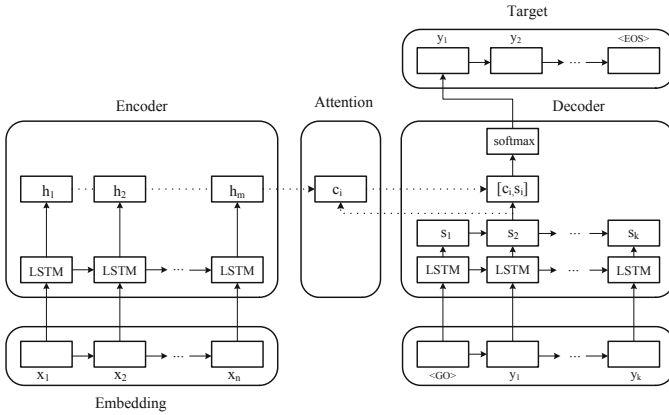 Target
y1 y2 <EOS>
...
Encoder Attention Decoder
softmax
h1 h2 hm ci [ci,si]
s1 s2 ... sk
LSTM LSTM ... LSTM LSTM LSTM ... LSTM
... ...
x1 x2 xn <GO> y1 yk
Embedding